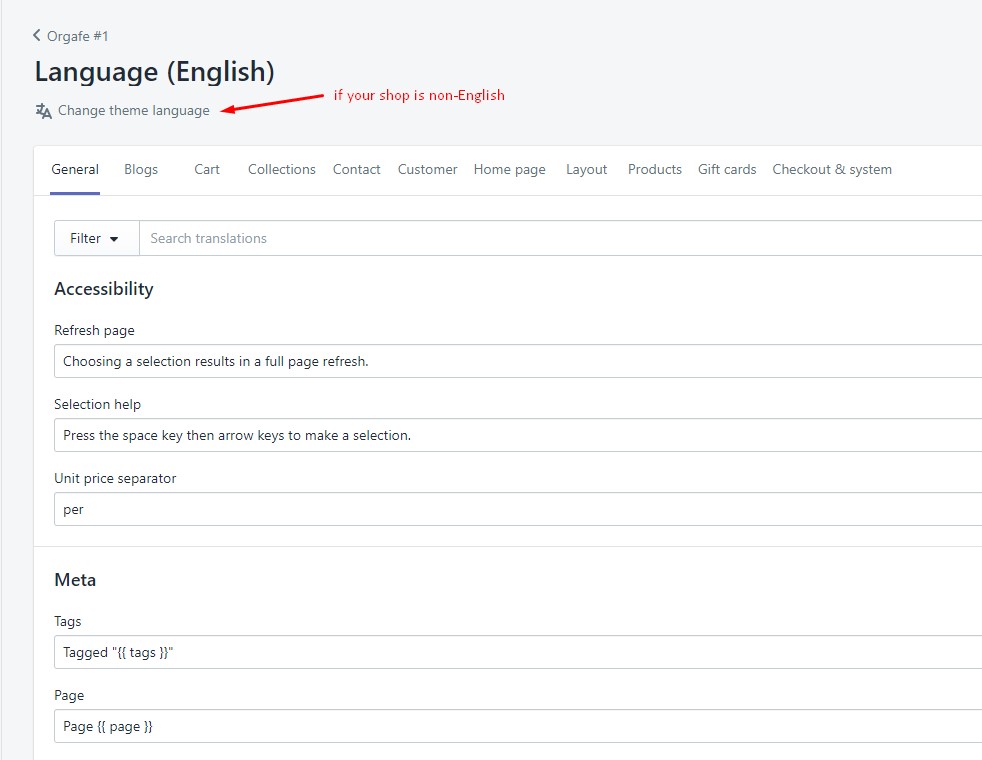 Orgafe #1
Language (English)
Change theme language
if your shop is non-English
General Blogs Cart Collections Contact Customer Home page Layout Products Gift cards Checkout & system
Filter Search translations
Accessibility
Refresh page
Choosing a selection results in a full page refresh.
Selection help
Press the space key then arrow keys to make a selection.
Unit price separator
per
Meta
Tags
Tagged "{{ tags }}"
Page
Page {{ page }}